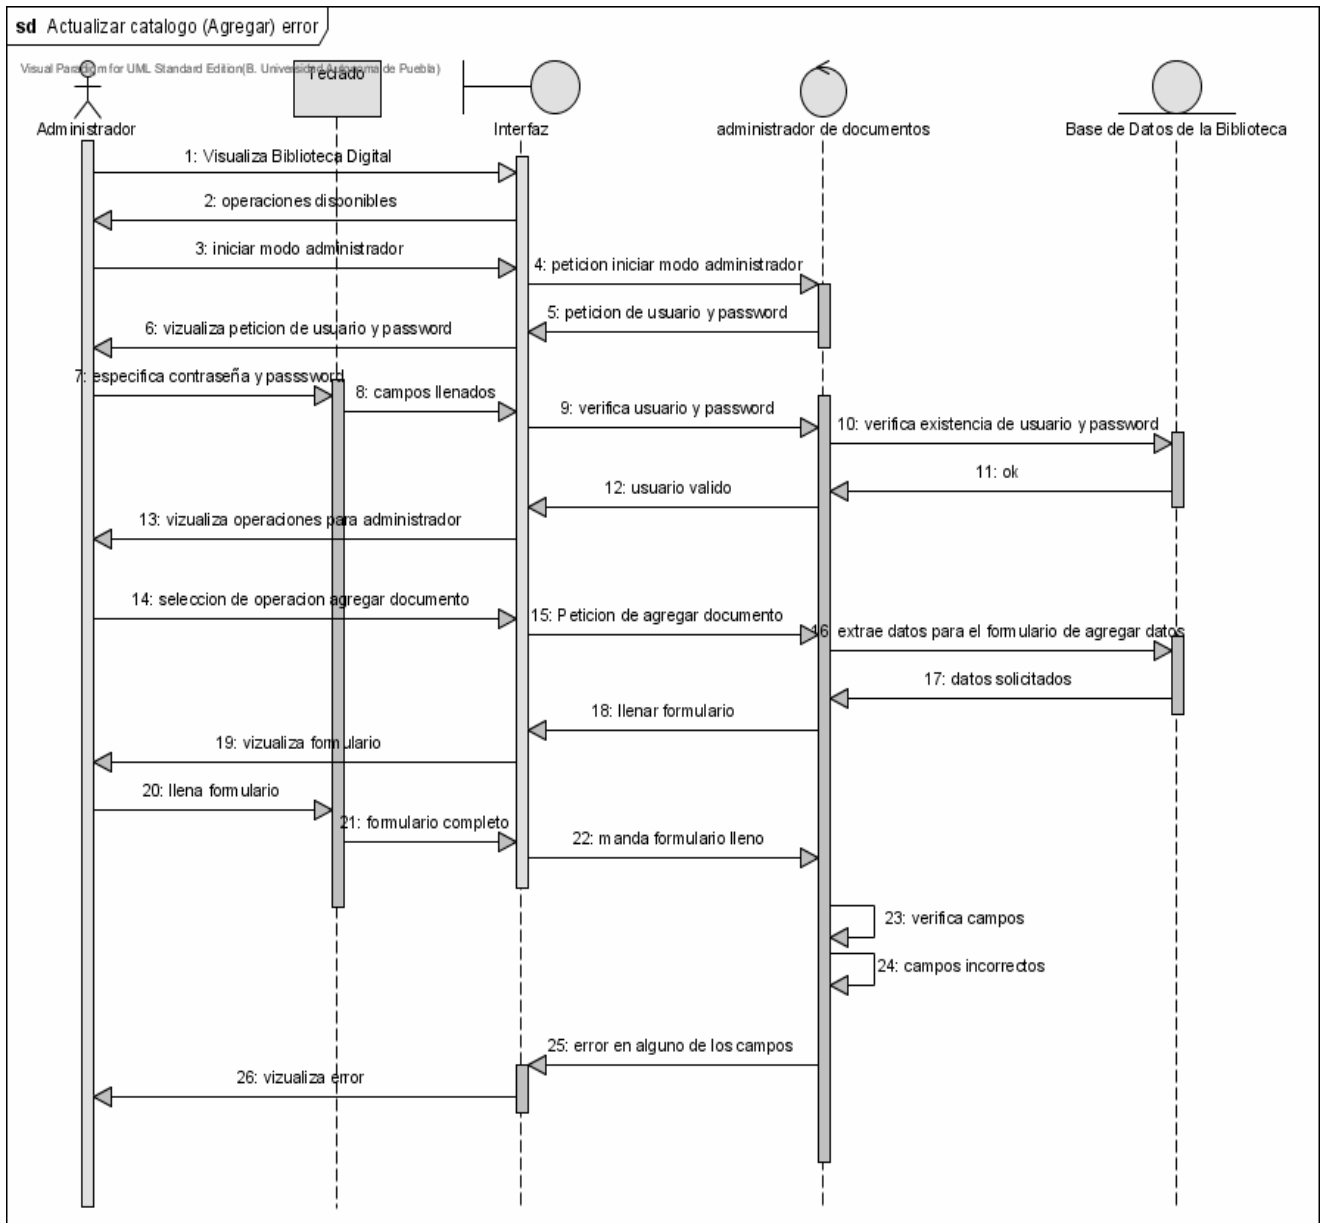 sd Actualizar catalogo (Agregar) error
Visual Paradigm for UML Standard Edition(B. Universidad Autonoma de Puebla)
Teclado
Administrador
Interfaz
administrador de documentos
Base de Datos de la Biblioteca
1: Visualiza Biblioteca Digital
2: operaciones disponibles
3: iniciar modo administrador
4: peticion iniciar modo administrador
5: peticion de usuario y password
6: vizualiza peticion de usuario y password
7: especifica contraseña y passsword
8: campos llenados
9: verifica usuario y password
10: verifica existencia de usuario y password
11: ok
12: usuario valido
13: vizualiza operaciones para administrador
14: seleccion de operacion agregar documento
15: Peticion de agregar documento
16: extrae datos para el formulario de agregar datos
17: datos solicitados
18: llenar formulario
19: vizualiza formulario
20: llena formulario
21: formulario completo
22: manda formulario lleno
23: verifica campos
24: campos incorrectos
25: error en alguno de los campos
26: vizualiza error